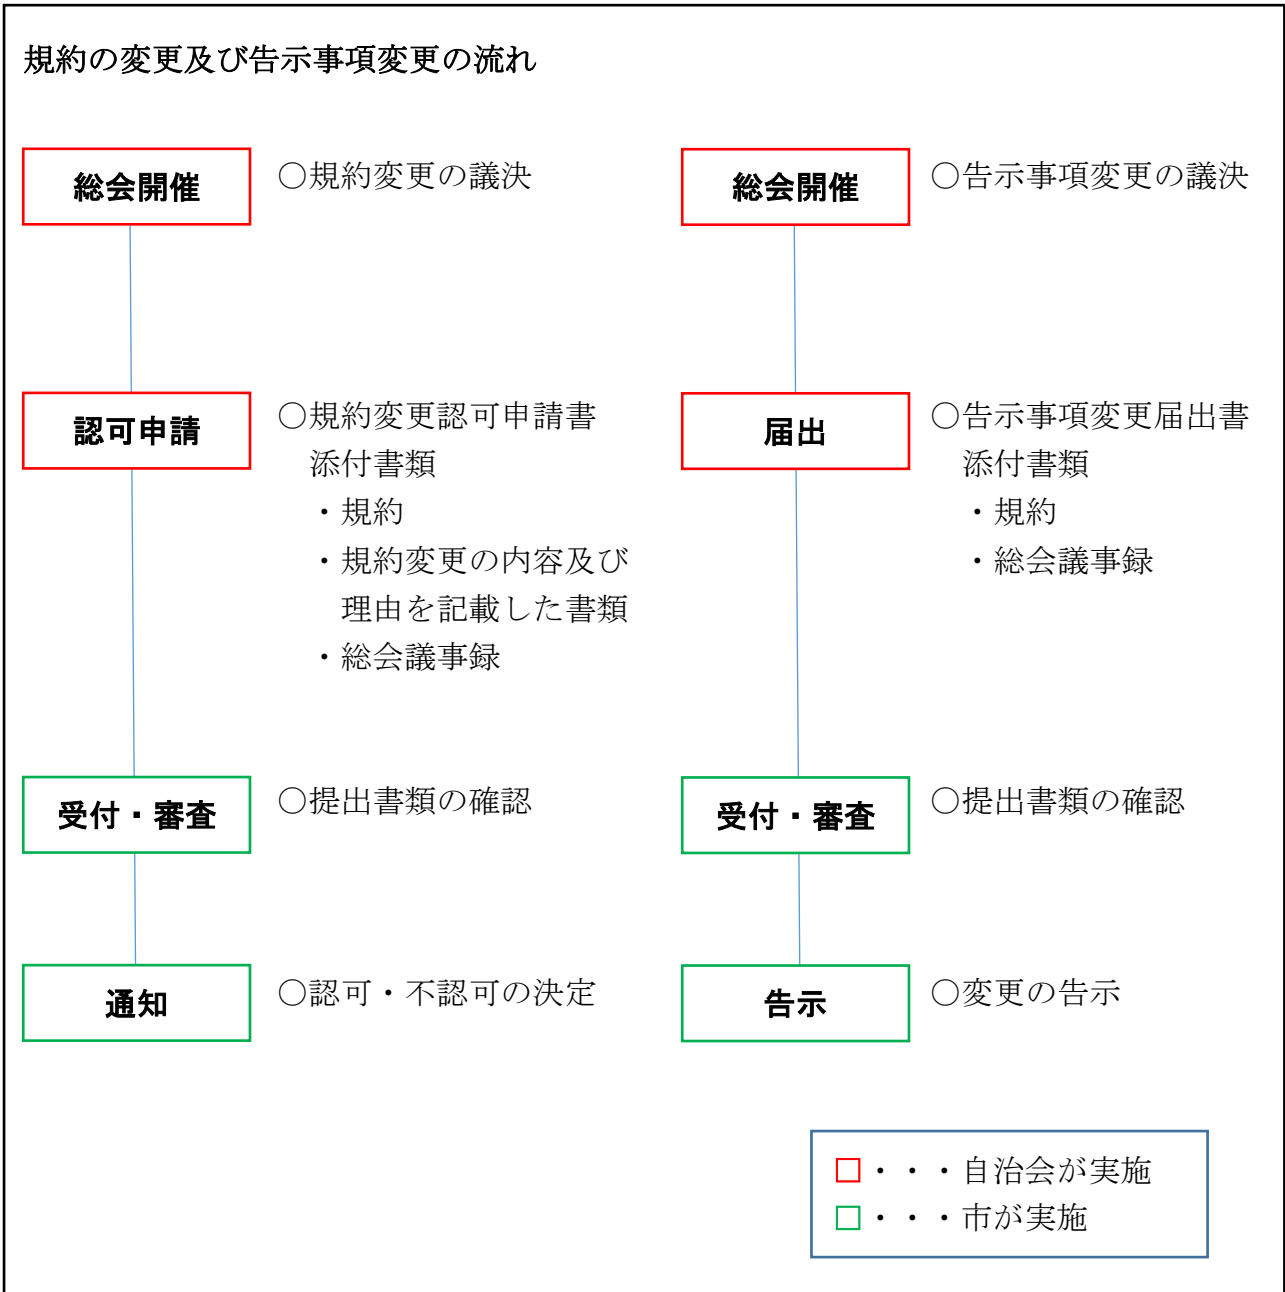 規約の変更及び告示事項変更の流れ
総会開催
○規約変更の議決
認可申請
○規約変更認可申請書
添付書類
・規約
・規約変更の内容及び
理由を記載した書類
・総会議事録
受付・審査
○提出書類の確認
通知
○認可・不認可の決定
総会開催
○告示事項変更の議決
届出
○告示事項変更届出書
添付書類
・規約
・総会議事録
受付・審査
○提出書類の確認
告示
○変更の告示
□・・・自治会が実施
□・・・市が実施